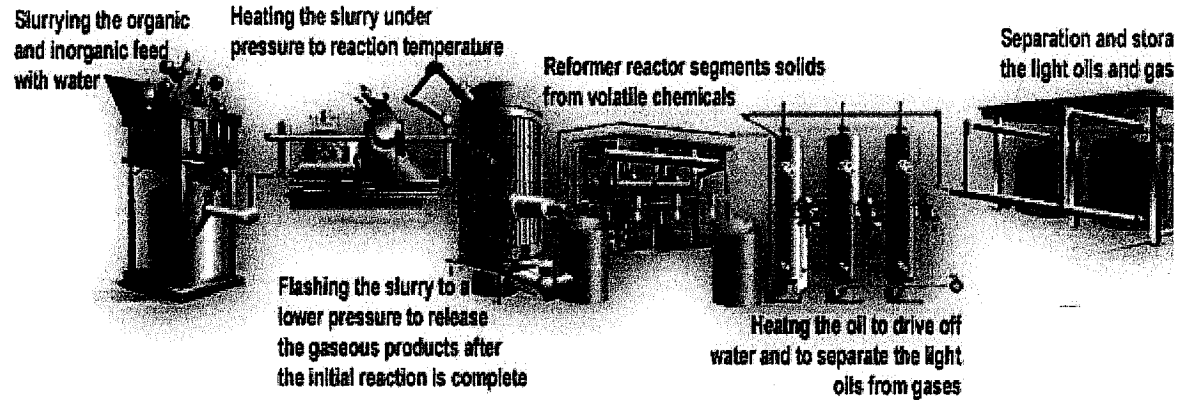 Slurrying the organic
and inorganic feed
with water
Heating the slurry under
pressure to reaction temperature
Flashing the slurry to a
lower pressure to release
the gaseous products after
the initial reaction is complete
Reformer reactor segments solids
from volatile chemicals
Heatng the oil to drive off
water and to separate the light
oils from gases
Separation and stora
the light oils and gas